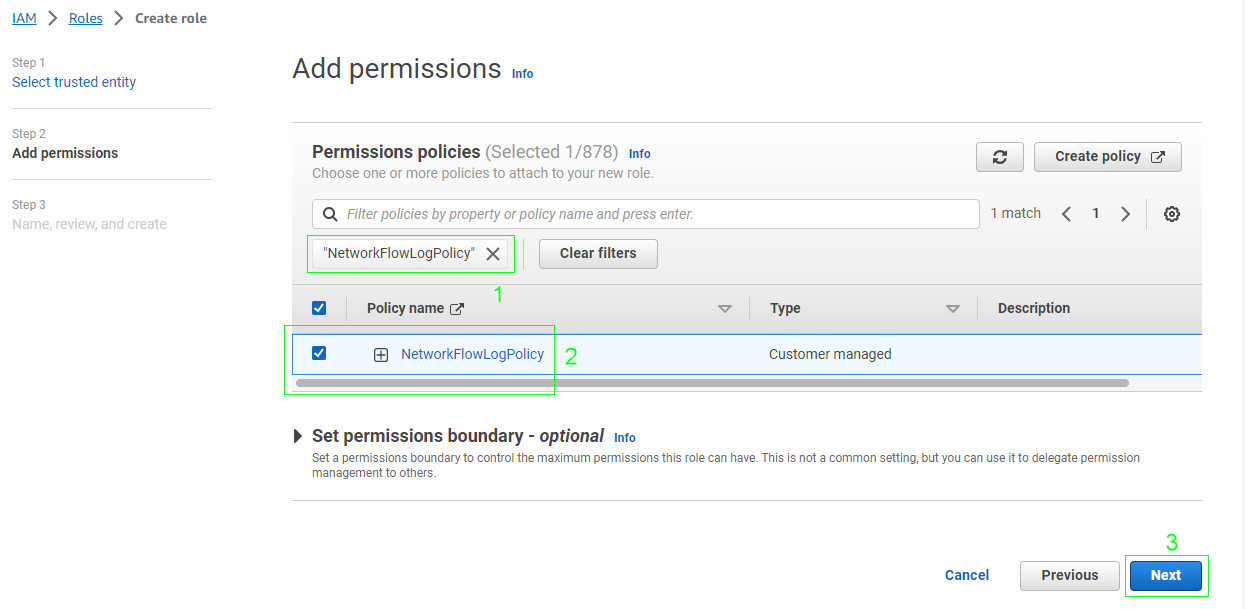 IAM > Roles > Create role
Step 1
Select trusted entity
Step 2
Add permissions
Step 3
Name, review, and create
Add permissions Info
Permissions policies (Selected 1/878) Info
Choose one or more policies to attach to your new role.
Create policy
Filter policies by property or policy name and press enter.
1 match
1
"NetworkFlowLogPolicy"
Clear filters
1
Policy name Type Description
NetworkFlowLogPolicy Customer managed
2
Set permissions boundary - optional Info
Set a permissions boundary to control the maximum permissions this role can have. This is not a common setting, but you can use it to delegate permission
management to others.
3
Cancel Previous Next